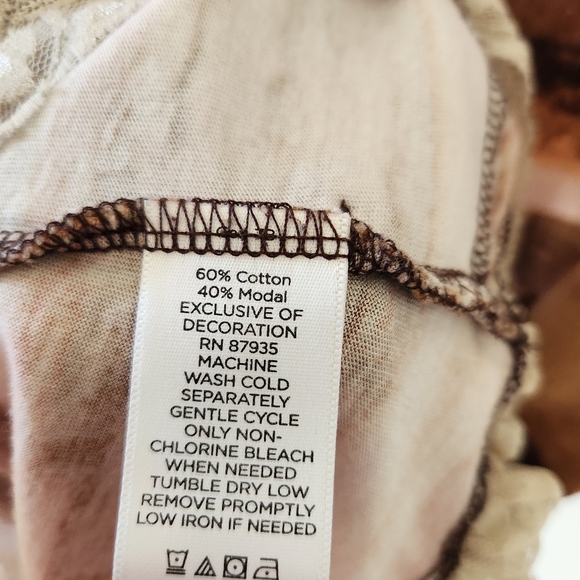 60% Cotton
40% Modal
EXCLUSIVE OF
DECORATION
RN 87935
MACHINE
WASH COLD
SEPARATELY
GENTLE CYCLE
ONLY NON-
CHLORINE BLEACH
WHEN NEEDED
TUMBLE DRY LOW
REMOVE PROMPTLY
LOW IRON IF NEEDED